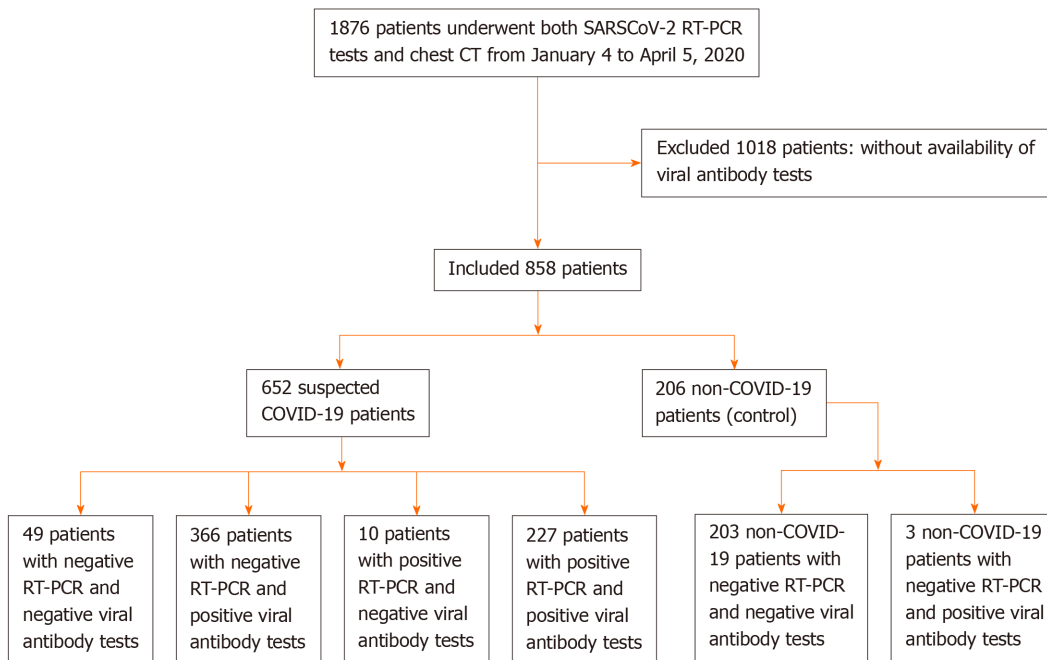 1876 patients underwent both SARSCoV-2 RT-PCR
tests and chest CT from January 4 to April 5, 2020
Excluded 1018 patients: without availability of
viral antibody tests
Included 858 patients
652 suspected
COVID-19 patients
206 non-COVID-19
patients (control)
49 patients
with negative
RT-PCR and
negative viral
antibody tests
366 patients
with negative
RT-PCR and
positive viral
antibody tests
10 patients
with positive
RT-PCR and
negative viral
antibody tests
227 patients
with positive
RT-PCR and
positive viral
antibody tests
203 non-COVID-
19 patients with
negative RT-PCR
and negative viral
antibody tests
3 non-COVID-19
patients with
negative RT-PCR
and positive viral
antibody tests